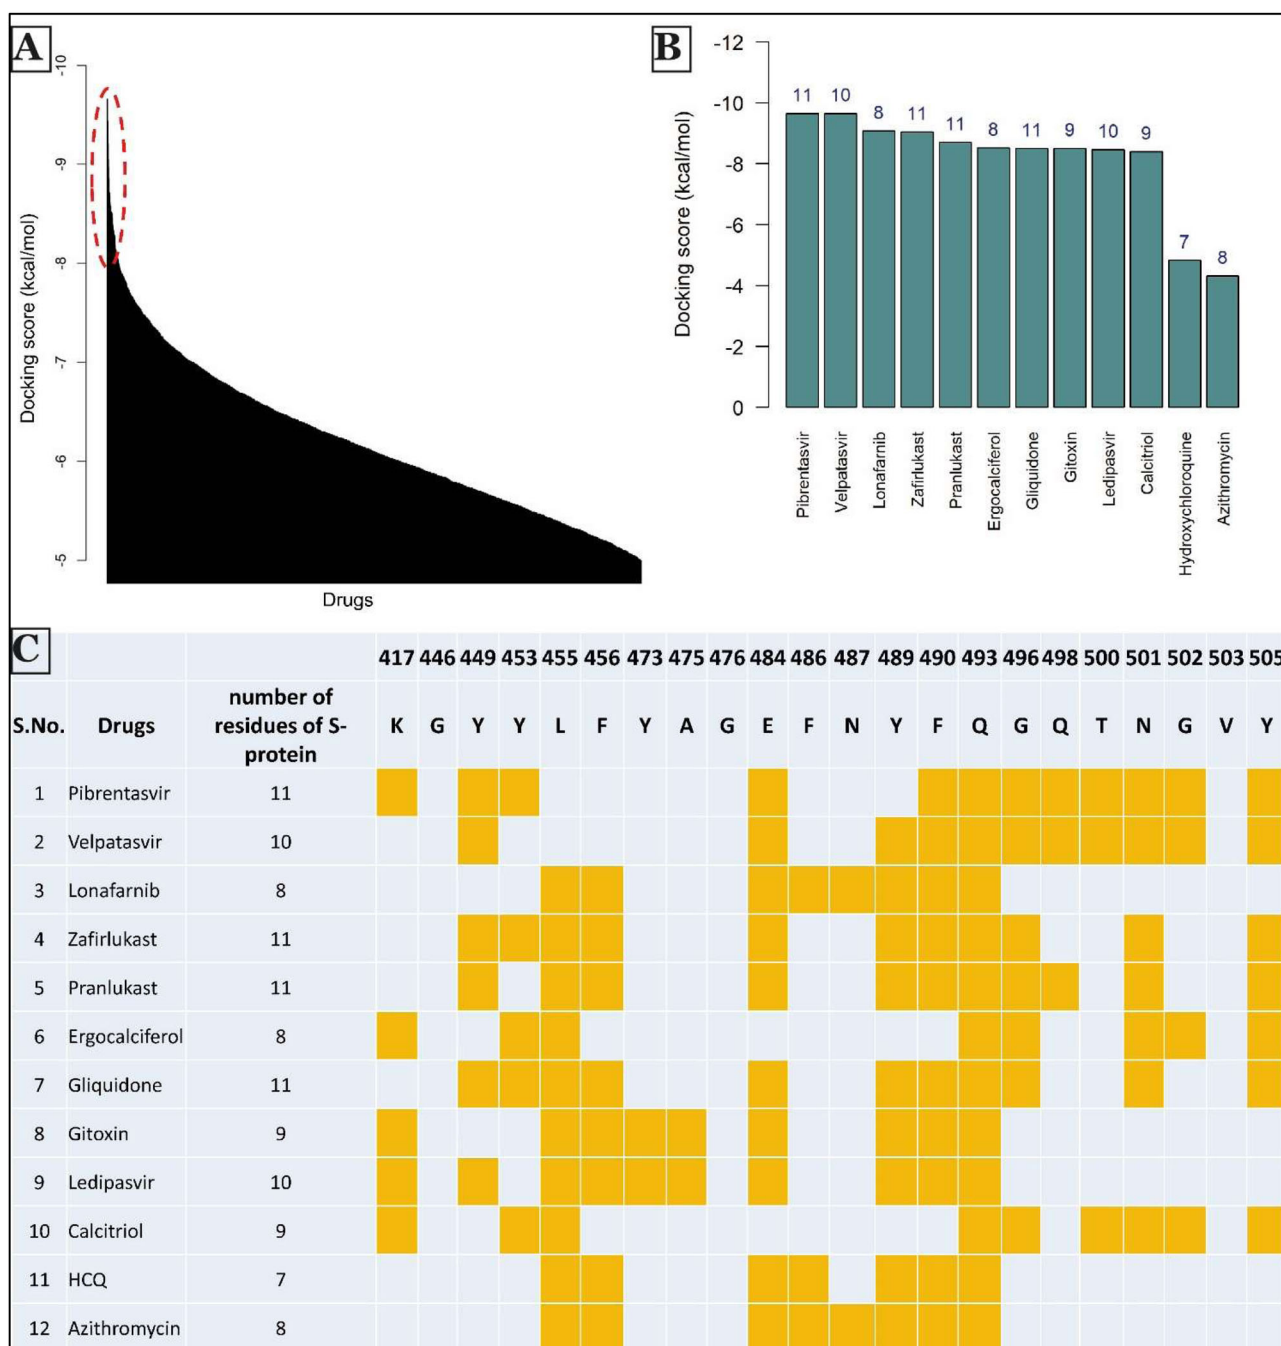 A
-10
-9
-8
-7
-6
-5
Docking score (kcal/mol)
Drugs
B
-12
-10
-8
-6
-4
-2
0
Docking score (kcal/mol)
11 10 8 11 11 8 11 9 10 9 7 8
Pibrentasvir
Velpatasvir
Lonafarnib
Zafirlukast
Pranlukast
Ergocalciferol
Gliquidone
Gitoxin
Ledipasvir
Calcitriol
Hydroxychloroquine
Azithromycin
C
417 446 449 453 455 456 473 475 476 484 486 487 489 490 493 496 498 500 501 502 503 505
S.No. Drugs number of residues of S-protein K G Y Y L F Y A G E F N Y F Q G Q T N G V Y
1 Pibrentasvir 11
2 Velpatasvir 10
3 Lonafarnib 8
4 Zafirlukast 11
5 Pranlukast 11
6 Ergocalciferol 8
7 Gliquidone 11
8 Gitoxin 9
9 Ledipasvir 10
10 Calcitriol 9
11 HCQ 7
12 Azithromycin 8